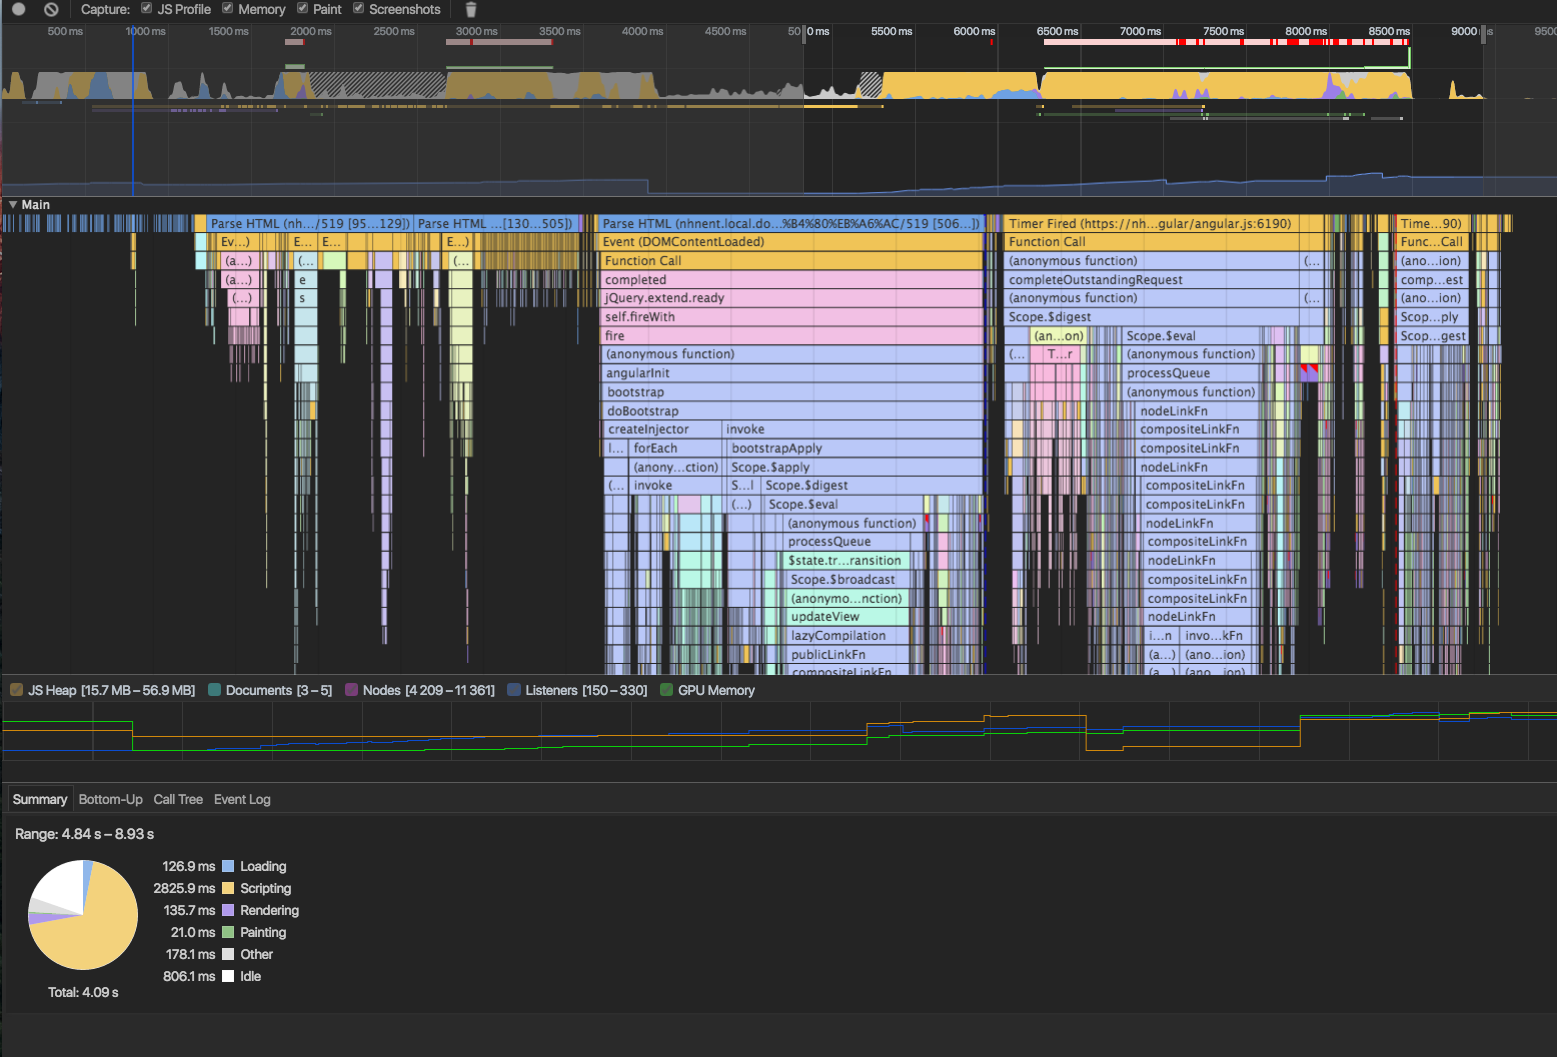 Capture: JS Profile Memory Paint Screenshots
500 ms 1000 ms 1500 ms 2000 ms 2500 ms 3000 ms 3500 ms 4000 ms 4500 ms 50 0 ms 5500 ms 6000 ms 6500 ms 7000 ms 7500 ms 8000 ms 8500 ms 9000 9500
Main
Parse HTML (nh… /519 [95…129]) Parse HTML …[130…505]) Parse HTML (nhnent.local.do…%B4%80%EB%A6%AC/519 [506…]) Timer Fired (https://nh…gular/angular.js:6190) Time…90)
Ev…) E… E… E…) Event (DOMContentLoaded) Function Call Func…Call
(a…) (… (… Function Call (anonymous function) (… (ano…ion)
(a…) e completed completeOutstandingRequest comp…est
(…) s jQuery.extend.ready (anonymous function) (… (ano…ion)
self.fireWith Scope.$digest Scop…ply
fire (an…on) Scope.$eval Scop…gest
(anonymous function) (… T…r (anonymous function)
angularInit processQueue
bootstrap (anonymous function)
doBootstrap nodeLinkFn
createInjector invoke compositeLinkFn
I… forEach bootstrapApply compositeLinkFn
(anony…ction) Scope.$apply nodeLinkFn
(… invoke S…l Scope.$digest compositeLinkFn
(…) Scope.$eval compositeLinkFn
(anonymous function) nodeLinkFn
processQueue compositeLinkFn
$state.tr…ransition nodeLinkFn
Scope.$broadcast compositeLinkFn
(anonymo…nction) compositeLinkFn
updateView nodeLinkFn
lazyCompilation i…n invo…kFn
publicLinkFn (a…) (ano…ion)
compositeLinkFn (a…) (ano…ion)
JS Heap [15.7 MB – 56.9 MB] Documents [3 – 5] Nodes [4 209 – 11 361] Listeners [150 – 330] GPU Memory
Summary Bottom-Up Call Tree Event Log
Range: 4.84 s – 8.93 s
126.9 ms Loading
2825.9 ms Scripting
135.7 ms Rendering
21.0 ms Painting
178.1 ms Other
806.1 ms Idle
Total: 4.09 s